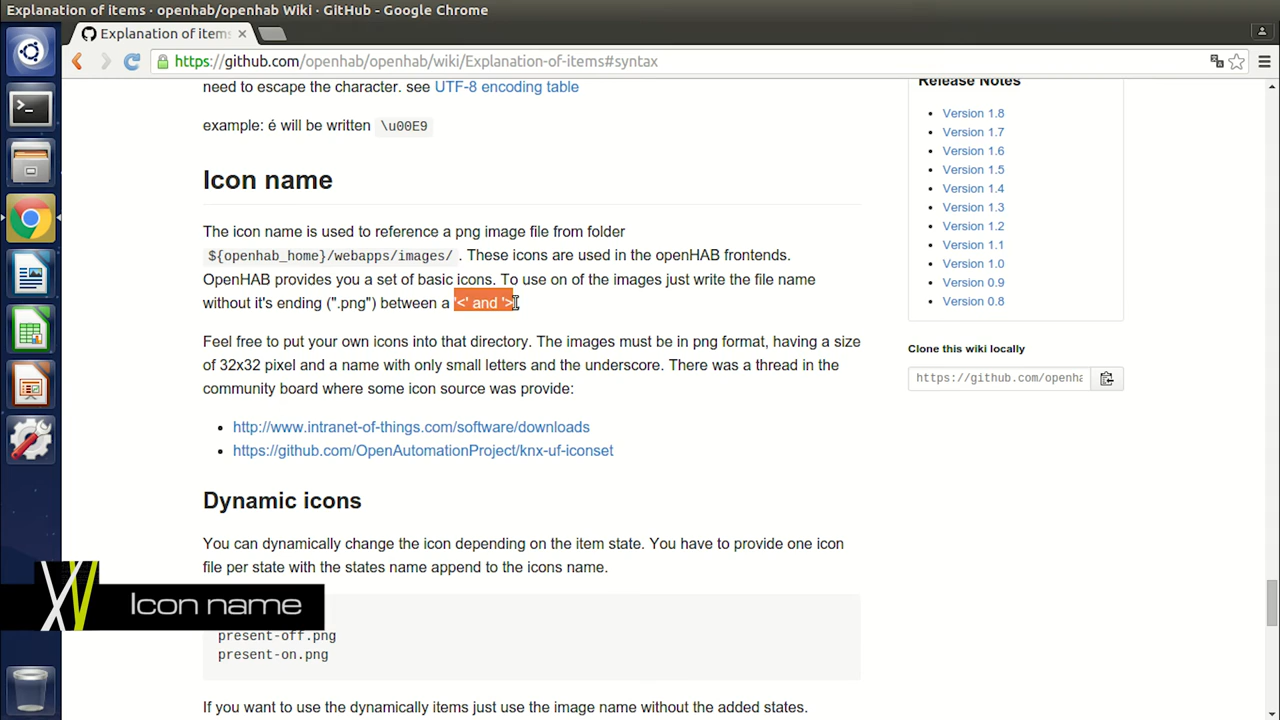 Explanation of items · openhab/openhab Wiki · GitHub - Google Chrome
Explanation of items
https://github.com/openhab/openhab/wiki/Explanation-of-items#syntax
need to escape the character. see UTF-8 encoding table
example: é will be written \u00E9
Icon name
The icon name is used to reference a png image file from folder
${openhab_home}/webapps/images/ . These icons are used in the openHAB frontends.
OpenHAB provides you a set of basic icons. To use on of the images just write the file name
without it's ending (".png") between a '<' and '>
Feel free to put your own icons into that directory. The images must be in png format, having a size
of 32x32 pixel and a name with only small letters and the underscore. There was a thread in the
community board where some icon source was provide:
http://www.intranet-of-things.com/software/downloads
https://github.com/OpenAutomationProject/knx-uf-iconset
Dynamic icons
You can dynamically change the icon depending on the item state. You have to provide one icon
file per state with the states name append to the icons name.
present-off.png
present-on.png
If you want to use the dynamically items just use the image name without the added states.
Release Notes
Version 1.8
Version 1.7
Version 1.6
Version 1.5
Version 1.4
Version 1.3
Version 1.2
Version 1.1
Version 1.0
Version 0.9
Version 0.8
Clone this wiki locally
https://github.com/openha
XV Icon name